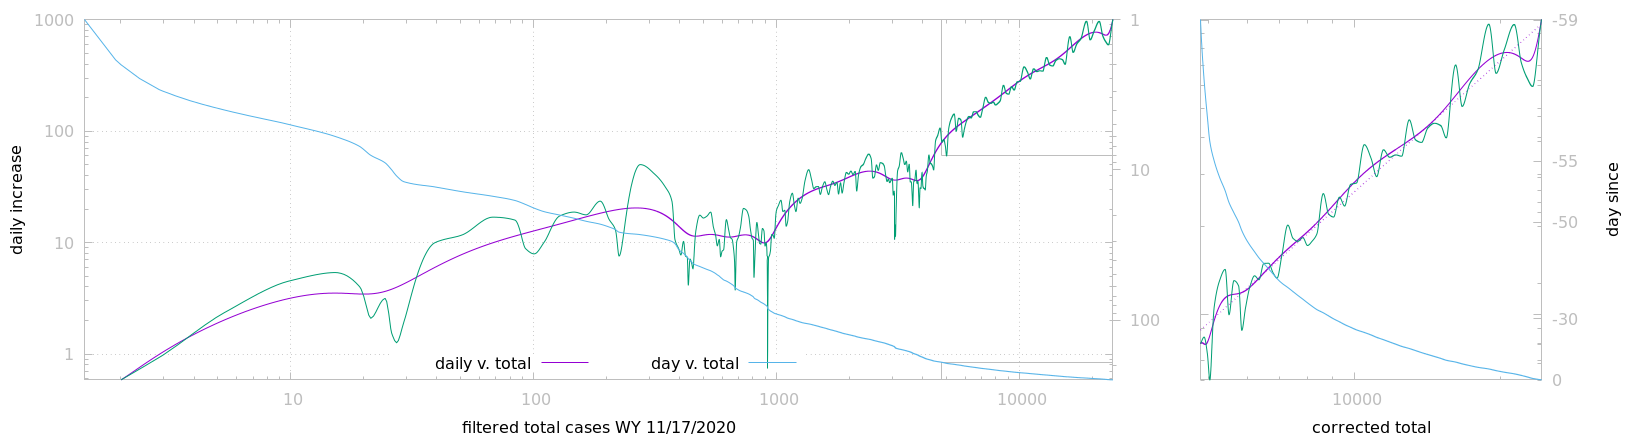 1000
100
10
1
daily increase
10
100
1000
10000
filtered total cases WY 11/17/2020
daily v. total
day v. total
1
10
100
-59
-55
-50
-30
0
day since
10000
corrected total